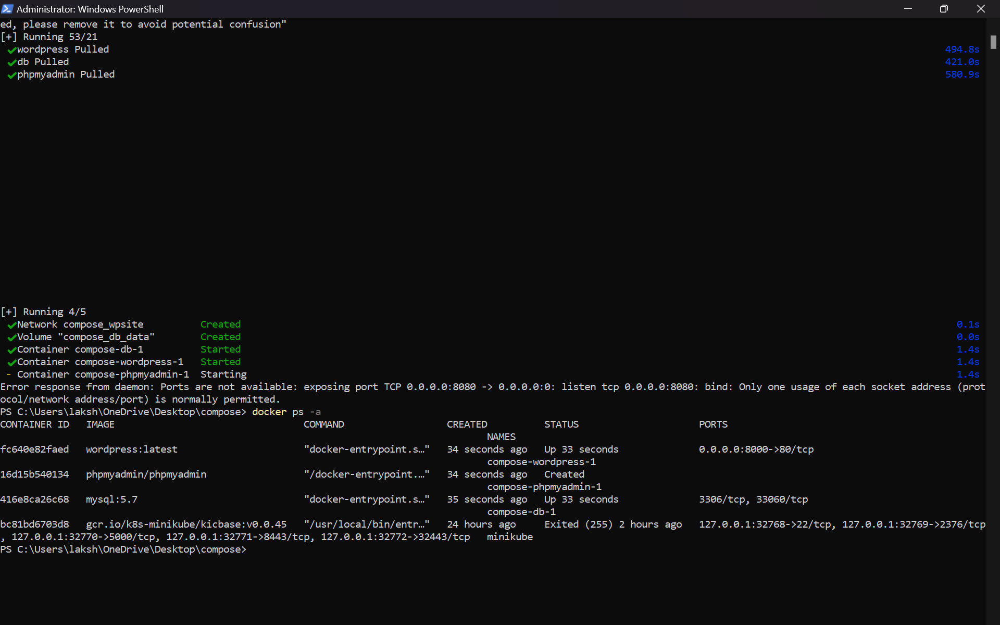 Administrator: Windows PowerShell
ed, please remove it to avoid potential confusion"
[+] Running 53/21
✔wordpress Pulled 494.8s
✔db Pulled 421.0s
✔phpmyadmin Pulled 580.9s
[+] Running 4/5
✔Network compose_wpsite Created 0.1s
✔Volume "compose_db_data" Created 0.0s
✔Container compose-db-1 Started 1.4s
✔Container compose-wordpress-1 Started 1.4s
- Container compose-phpmyadmin-1 Starting 1.4s
Error response from daemon: Ports are not available: exposing port TCP 0.0.0.0:8080 -> 0.0.0.0:0: listen tcp 0.0.0.0:8080: bind: Only one usage of each socket address (prot
ocol/network address/port) is normally permitted.
PS C:\Users\laksh\OneDrive\Desktop\compose> docker ps -a
CONTAINER ID IMAGE COMMAND CREATED STATUS PORTS
NAMES
fc640e82faed wordpress:latest "docker-entrypoint.s…" 34 seconds ago Up 33 seconds 0.0.0.0:8000->80/tcp
compose-wordpress-1
16d15b540134 phpmyadmin/phpmyadmin "/docker-entrypoint.…" 34 seconds ago Created
compose-phpmyadmin-1
416e8ca26c68 mysql:5.7 "docker-entrypoint.s…" 35 seconds ago Up 33 seconds 3306/tcp, 33060/tcp
compose-db-1
bc81bd6703d8 gcr.io/k8s-minikube/kicbase:v0.0.45 "/usr/local/bin/entr…" 24 hours ago Exited (255) 2 hours ago 127.0.0.1:32768->22/tcp, 127.0.0.1:32769->2376/tcp
, 127.0.0.1:32770->5000/tcp, 127.0.0.1:32771->8443/tcp, 127.0.0.1:32772->32443/tcp minikube
PS C:\Users\laksh\OneDrive\Desktop\compose>